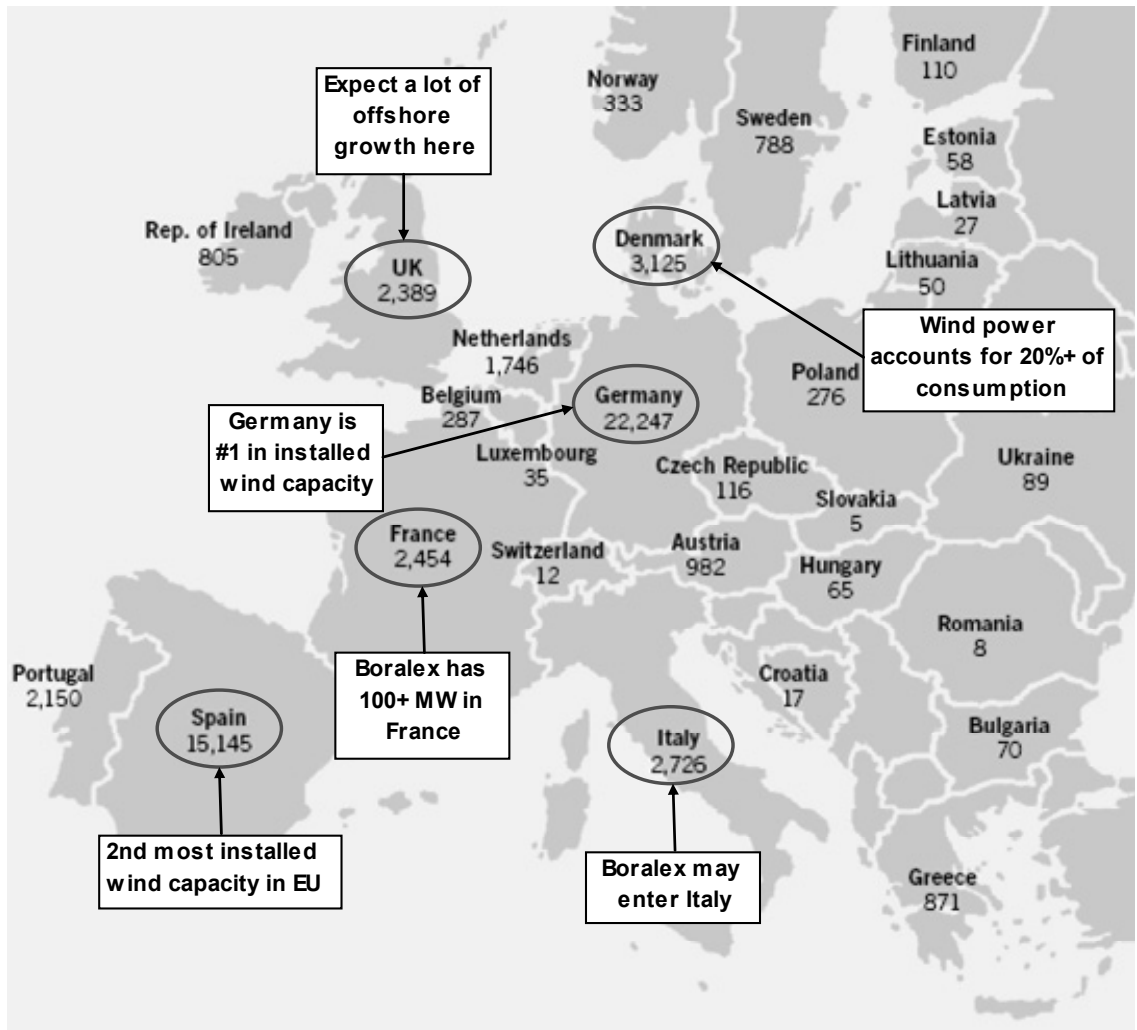 Finland
110
Expect a lot of
offshore
growth here
Norway
333
Sweden
788
Estonia
58
Latvia
27
Rep. of Ireland
805
Denmark
3,125
Lithuania
50
UK
2,389
Wind power
accounts for 20%+ of
consumption
Netherlands
1,746
Poland
276
Belgium
287
Germany
22,247
Germany is
#1 in installed
wind capacity
Luxembourg
35
Czech Republic
116
Ukraine
89
Slovakia
5
France
2,454
Switzerland
12
Austria
982
Hungary
65
Romania
8
Boralex has
100+ MW in
France
Portugal
2,150
Croatia
17
Spain
15,145
Italy
2,726
Bulgaria
70
2nd most installed
wind capacity in EU
Boralex may
enter Italy
Greece
871